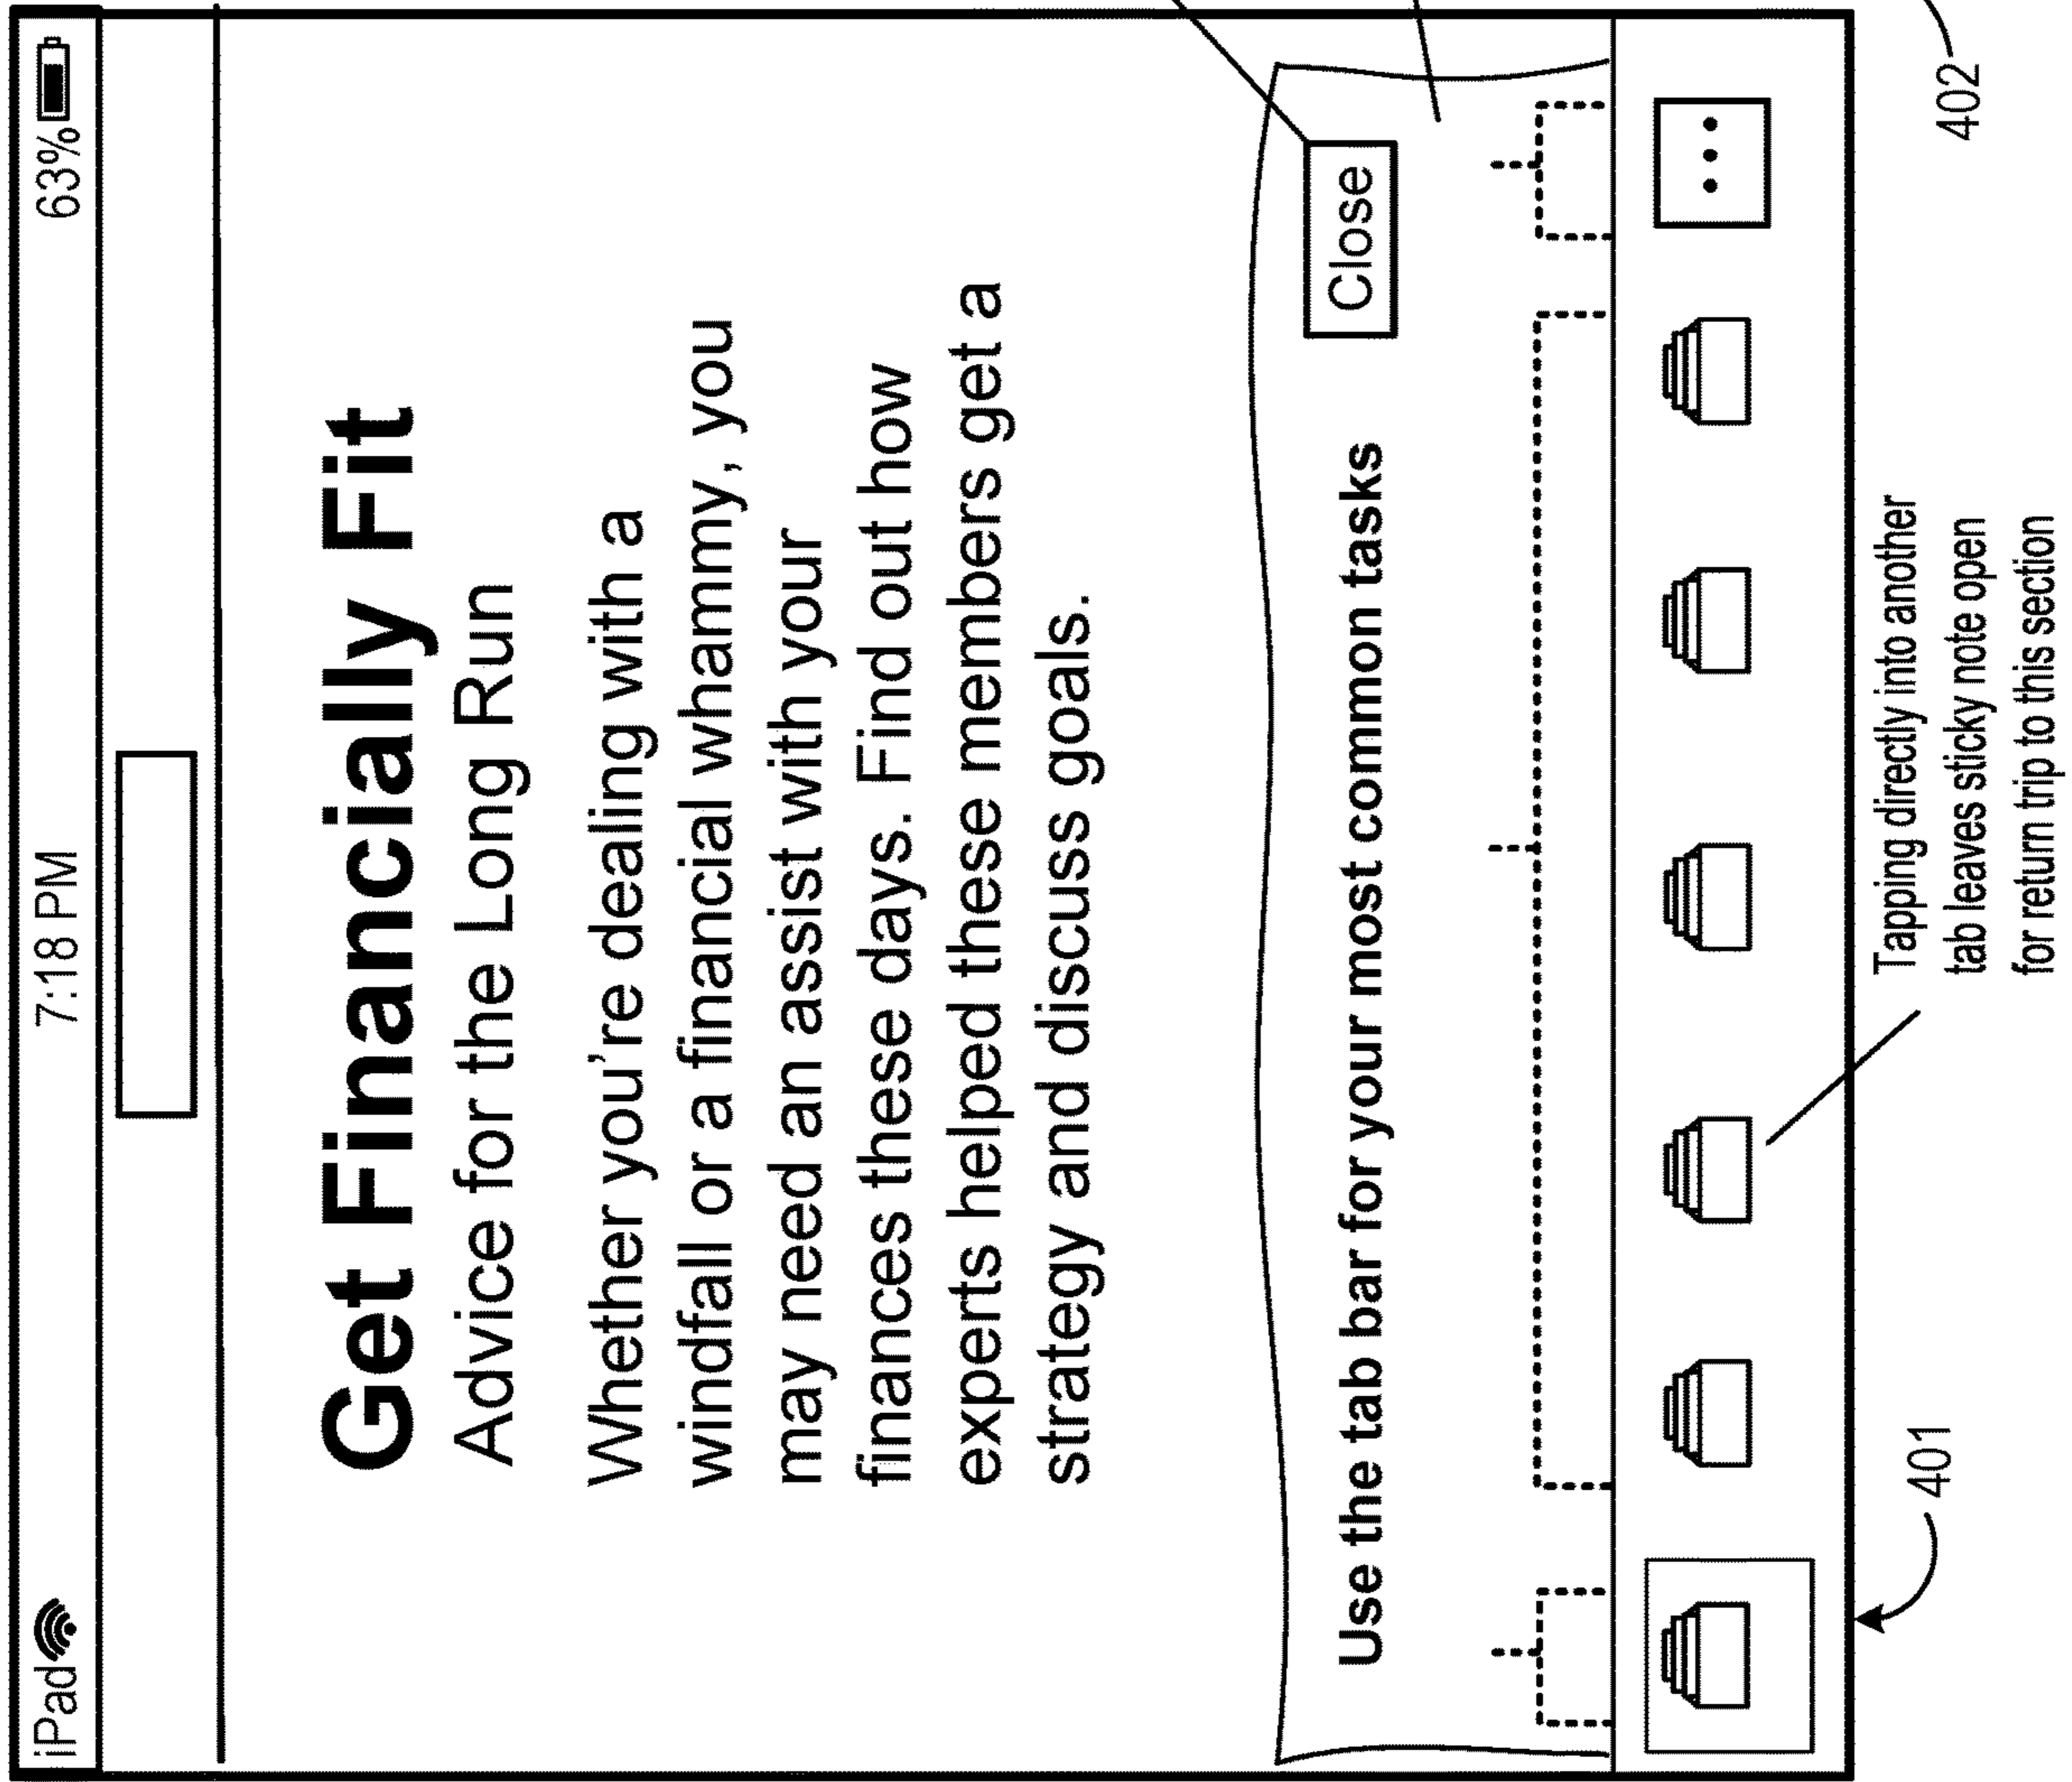 iPad 7:18 PM 63%
Get Financially Fit
Advice for the Long Run
Whether you're dealing with a
windfall or a financial whammy, you
may need an assist with your
finances these days. Find out how
experts helped these members get a
strategy and discuss goals.
Close
Use the tab bar for your most common tasks
401
Tapping directly into another
tab leaves sticky note open
for return trip to this section
402